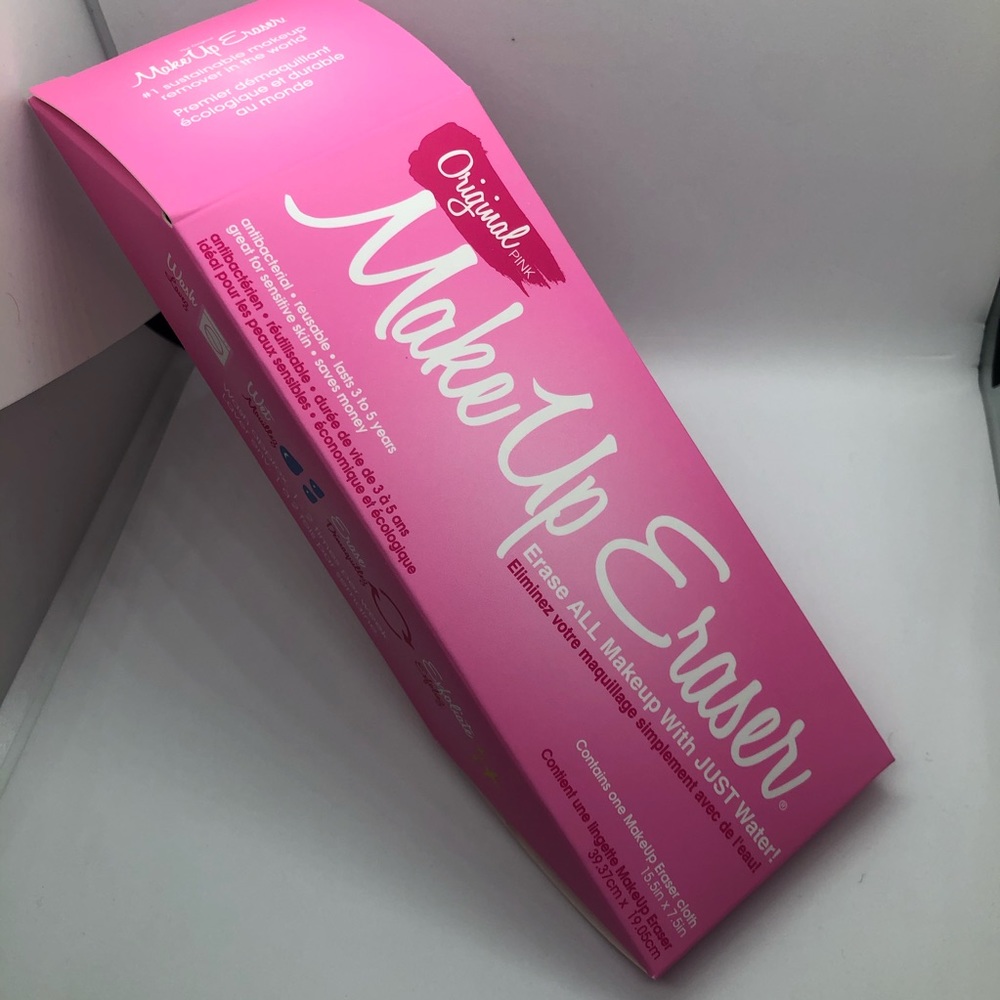 MakeUp Eraser
#1 sustainable makeup
remover in the world
Premier démaquillant
écologique et durable
au monde
Original PINK
MakeUp Eraser®
Erase ALL Makeup With JUST Water!
Eliminez votre maquillage simplement avec de l'eau!
antibacterial • reusable • lasts 3 to 5 years
great for sensitive skin • saves money
antibactérien • réutilisable • durée de vie de 3 à 5 ans
idéal pour les peaux sensibles • économique et écologique
Contains one MakeUp Eraser cloth
15.5in x 7.5in
Contient une lingette MakeUp Eraser
39.37cm x 19.05cm
Wash
Wet
Erase
Exfoliate